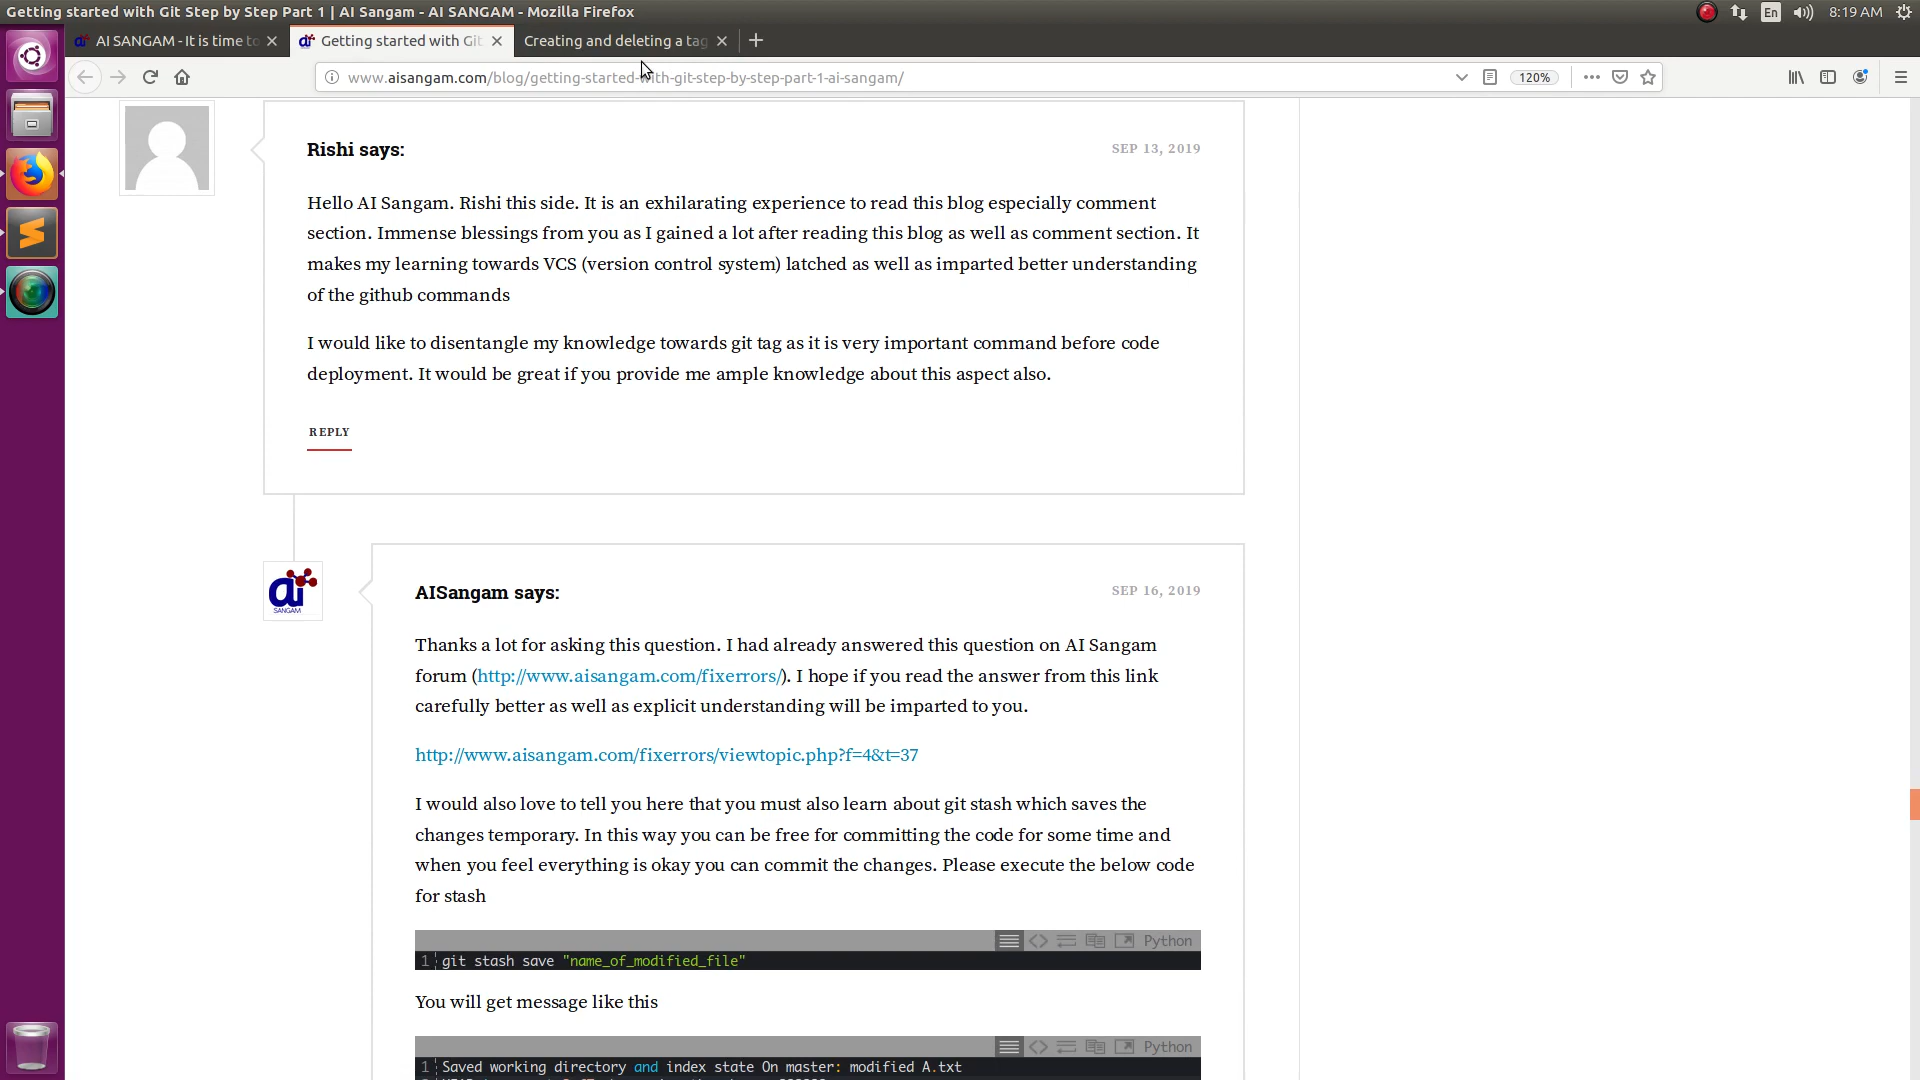 Getting started with Git Step by Step Part 1 | AI Sangam - AI SANGAM - Mozilla Firefox
En
8:19 AM
AI SANGAM - It is time to
Getting started with Git
Creating and deleting a tag
www.aisangam.com/blog/getting-started-with-git-step-by-step-part-1-ai-sangam/
120%
Rishi says:
SEP 13, 2019
Hello AI Sangam. Rishi this side. It is an exhilarating experience to read this blog especially comment
section. Immense blessings from you as I gained a lot after reading this blog as well as comment section. It
makes my learning towards VCS (version control system) latched as well as imparted better understanding
of the github commands
I would like to disentangle my knowledge towards git tag as it is very important command before code
deployment. It would be great if you provide me ample knowledge about this aspect also.
REPLY
ai
SANGAM
AISangam says:
SEP 16, 2019
Thanks a lot for asking this question. I had already answered this question on AI Sangam
forum (http://www.aisangam.com/fixerrors/). I hope if you read the answer from this link
carefully better as well as explicit understanding will be imparted to you.
http://www.aisangam.com/fixerrors/viewtopic.php?f=4&t=37
I would also love to tell you here that you must also learn about git stash which saves the
changes temporary. In this way you can be free for committing the code for some time and
when you feel everything is okay you can commit the changes. Please execute the below code
for stash
Python
1 git stash save "name_of_modified_file"
You will get message like this
Python
1 Saved working directory and index state On master: modified A.txt